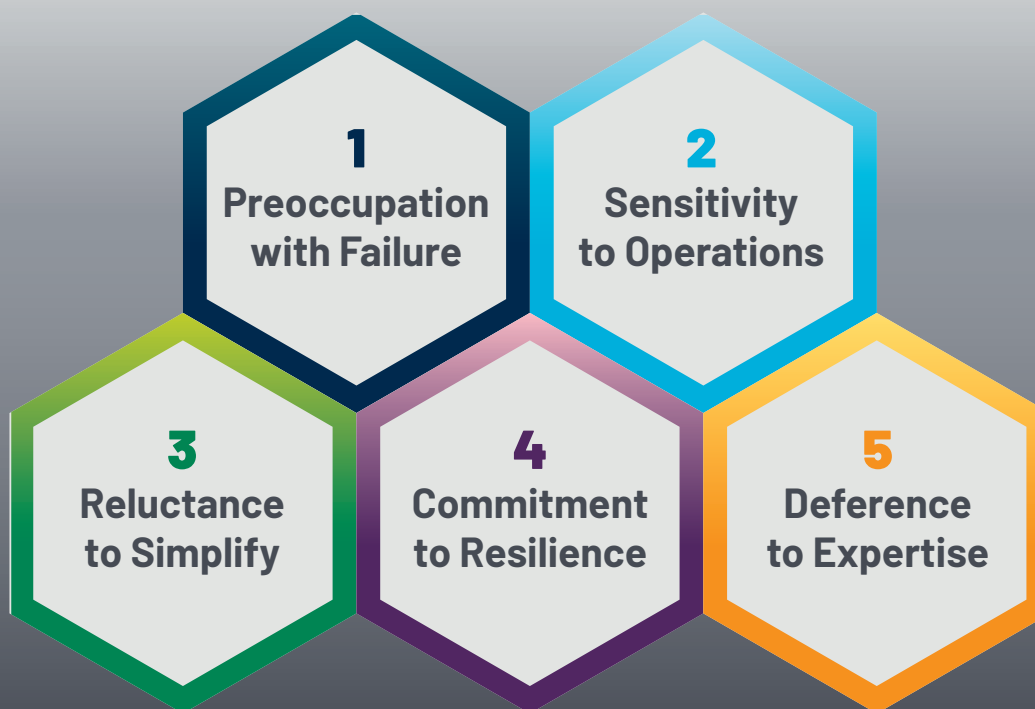 1
Preoccupation
with Failure
2
Sensitivity
to Operations
3
Reluctance
to Simplify
4
Commitment
to Resilience
5
Deference
to Expertise